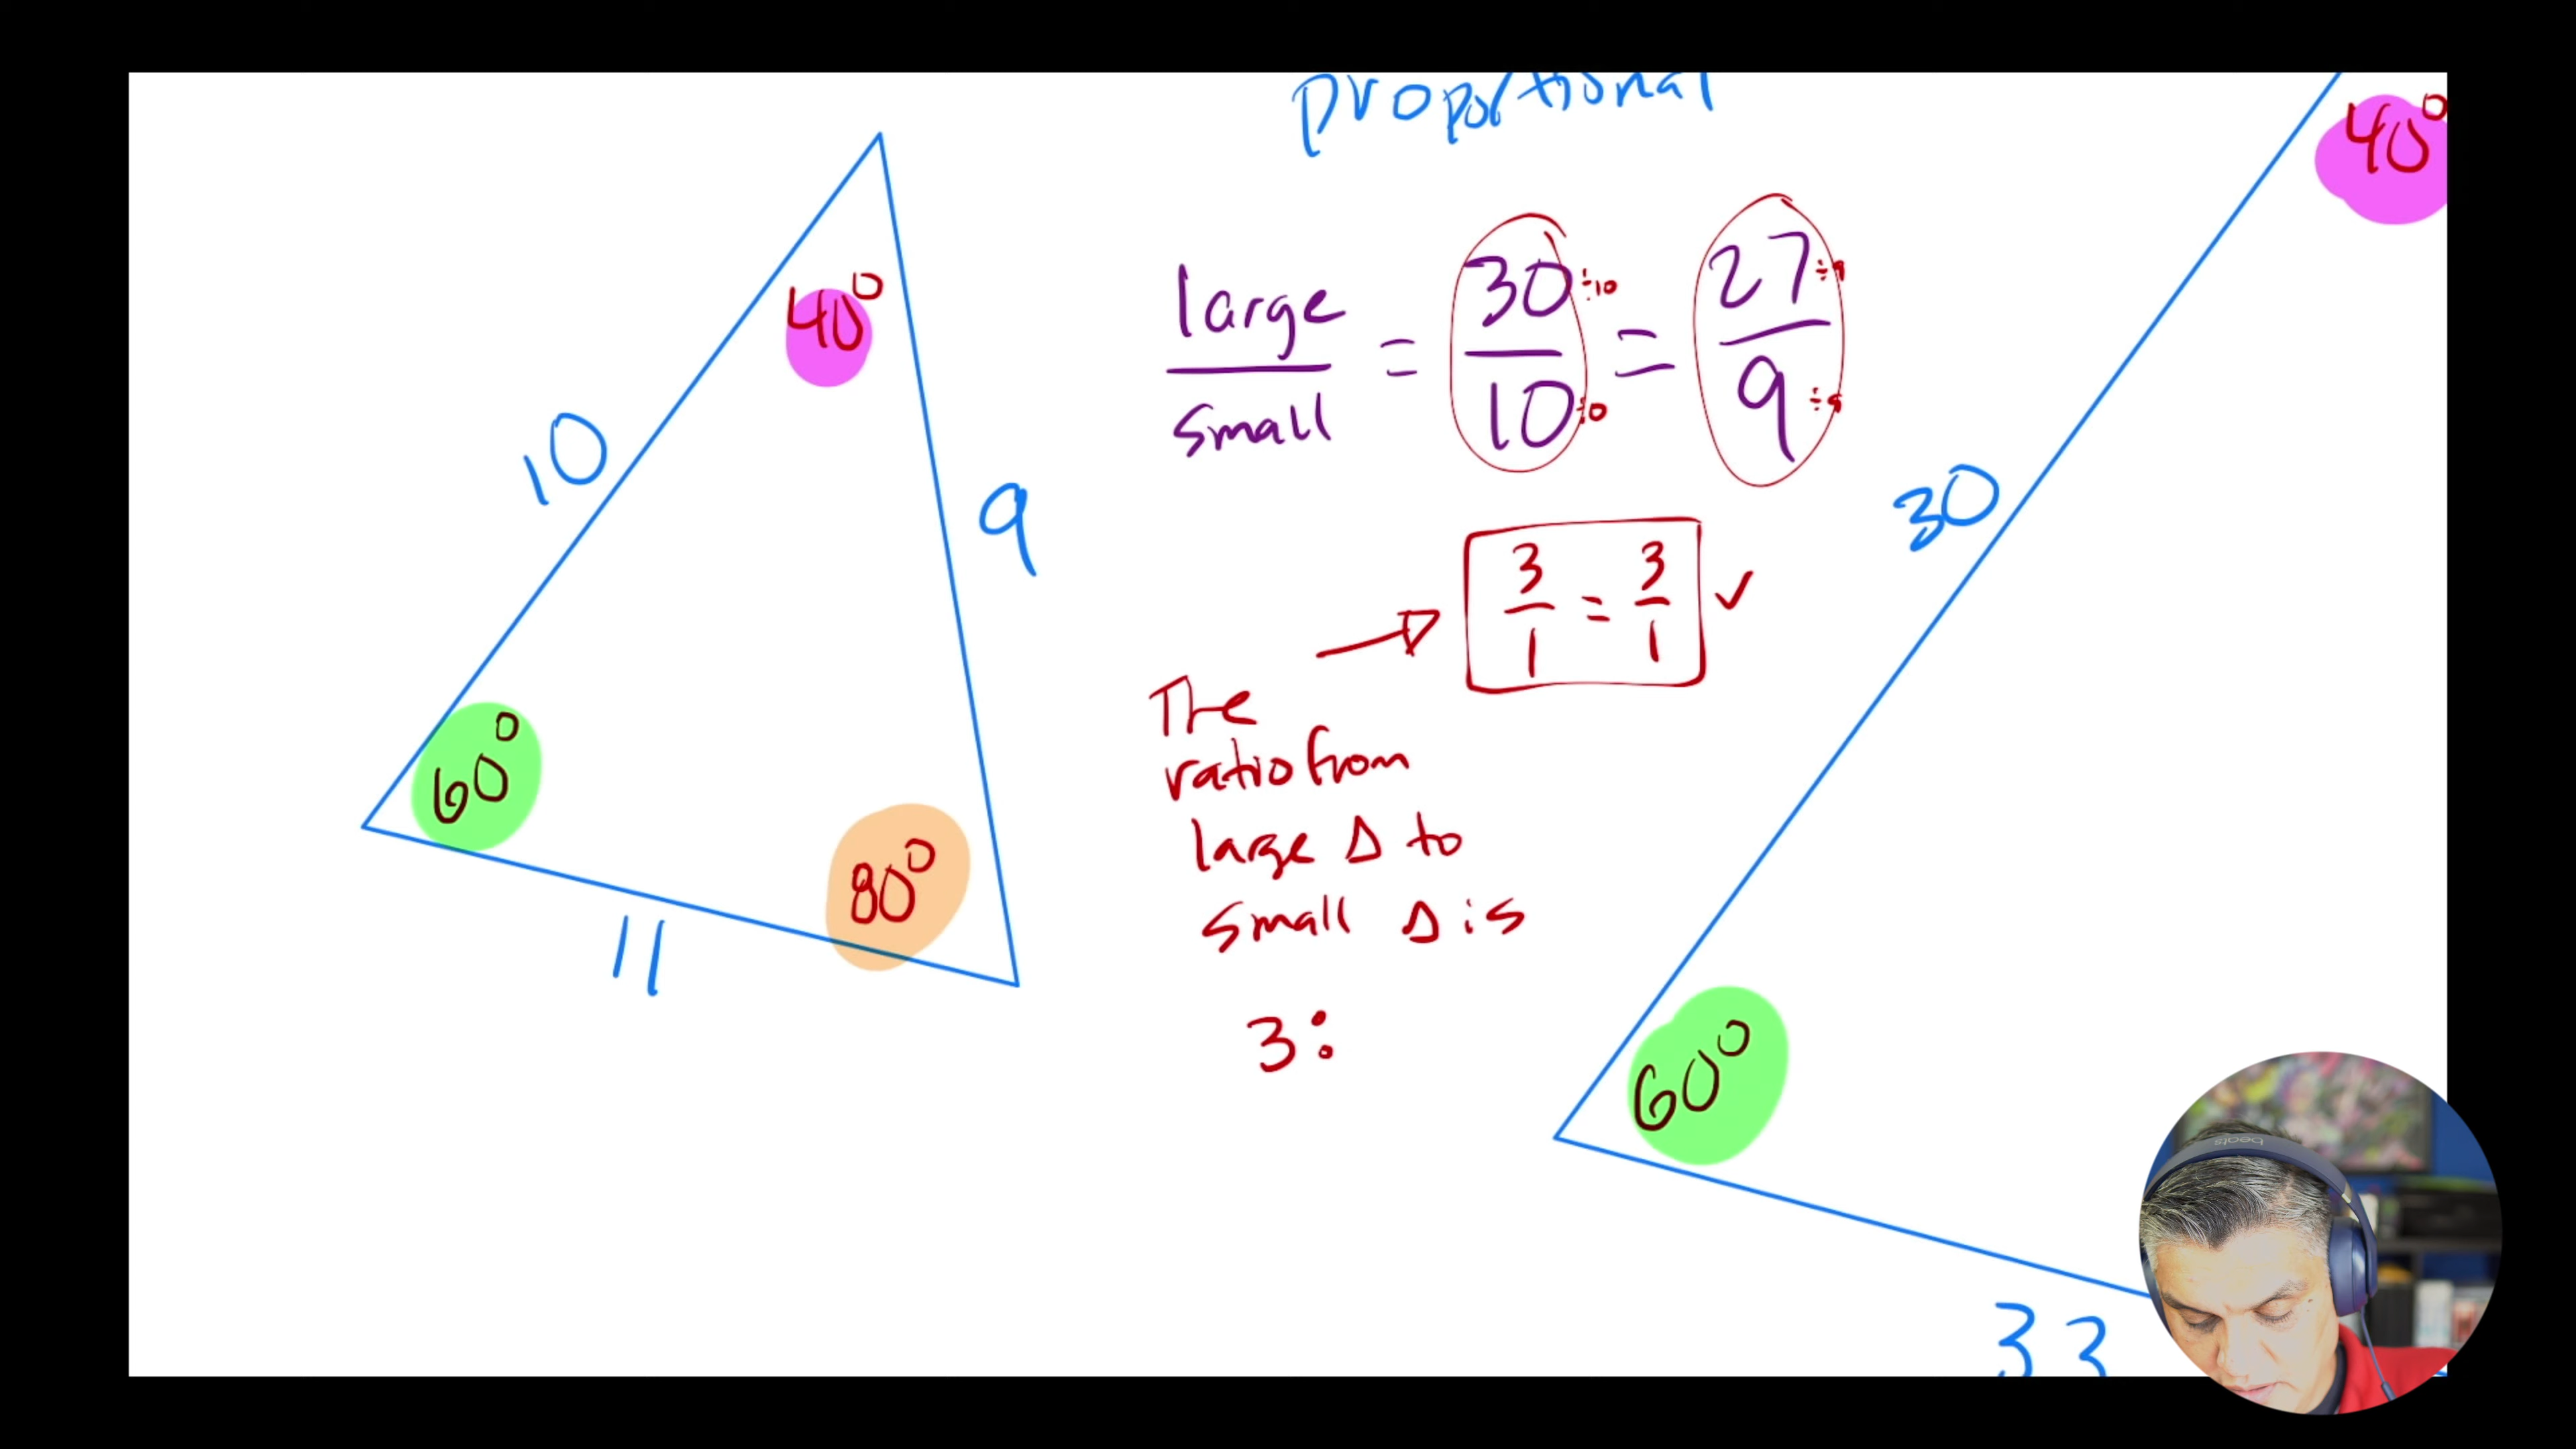 proportional
40°
40°
large
small
=
30 ÷10
10 ÷10
=
27 ÷9
9 ÷9
10
9
30
3/1 = 3/1 ✓
The
ratio from
large Δ to
small Δ is
3:
60°
80°
11
60°
33
beats